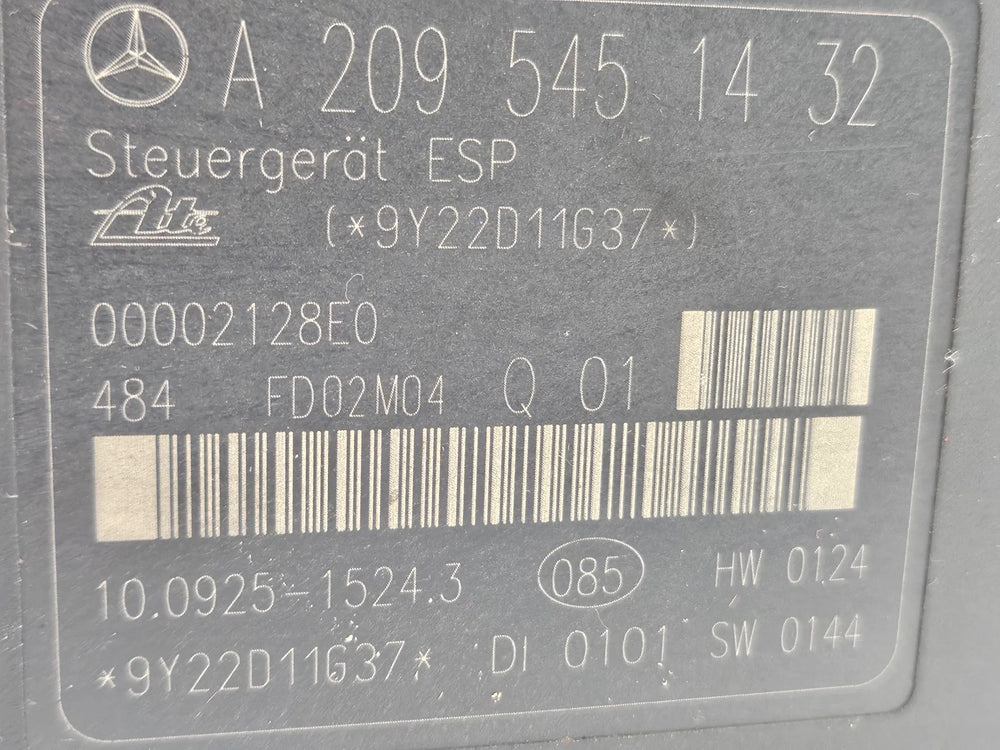 A 209 545 14 32
Steuergerät ESP
Ate (*9Y22D11G37*)
00002128E0
484 FD02M04 Q 01
10.0925-1524.3 085 HW 0124
*9Y22D11G37* DI 0101 SW 0144